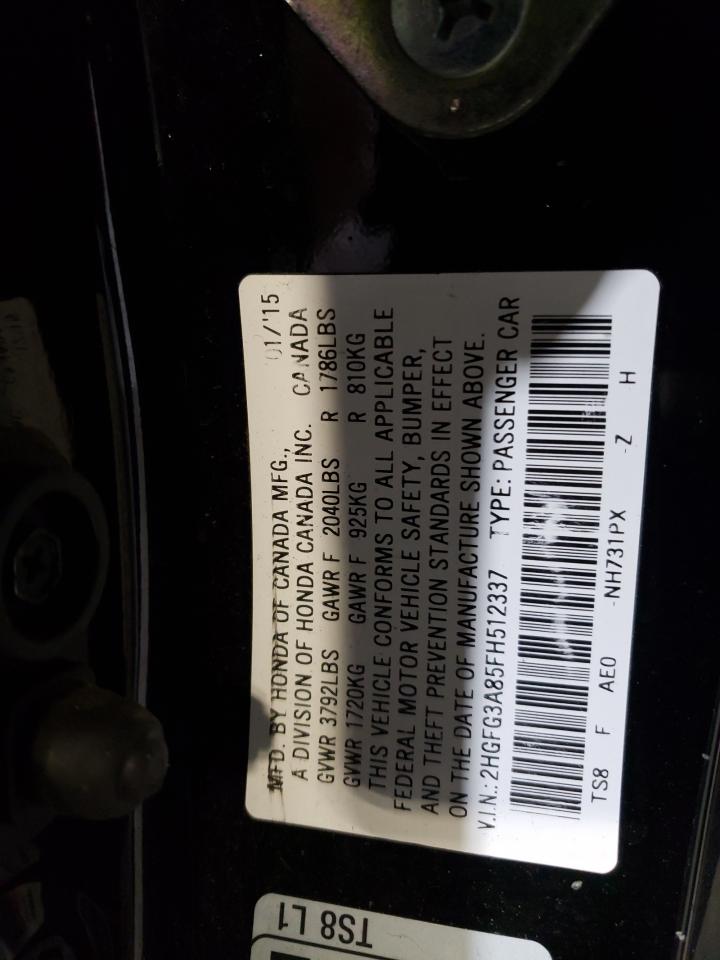 MFD. BY HONDA OF CANADA MFG., 01/'15
A DIVISION OF HONDA CANADA INC. CANADA
GVWR 3792LBS GAWR F 2040LBS R 1786LBS
GVWR 1720KG GAWR F 925KG R 810KG
THIS VEHICLE CONFORMS TO ALL APPLICABLE
FEDERAL MOTOR VEHICLE SAFETY, BUMPER,
AND THEFT PREVENTION STANDARDS IN EFFECT
ON THE DATE OF MANUFACTURE SHOWN ABOVE.
V.I.N.: 2HGFG3A85FH512337 TYPE: PASSENGER CAR
TS8 F AE0 -NH731PX -Z H
TS8 L1